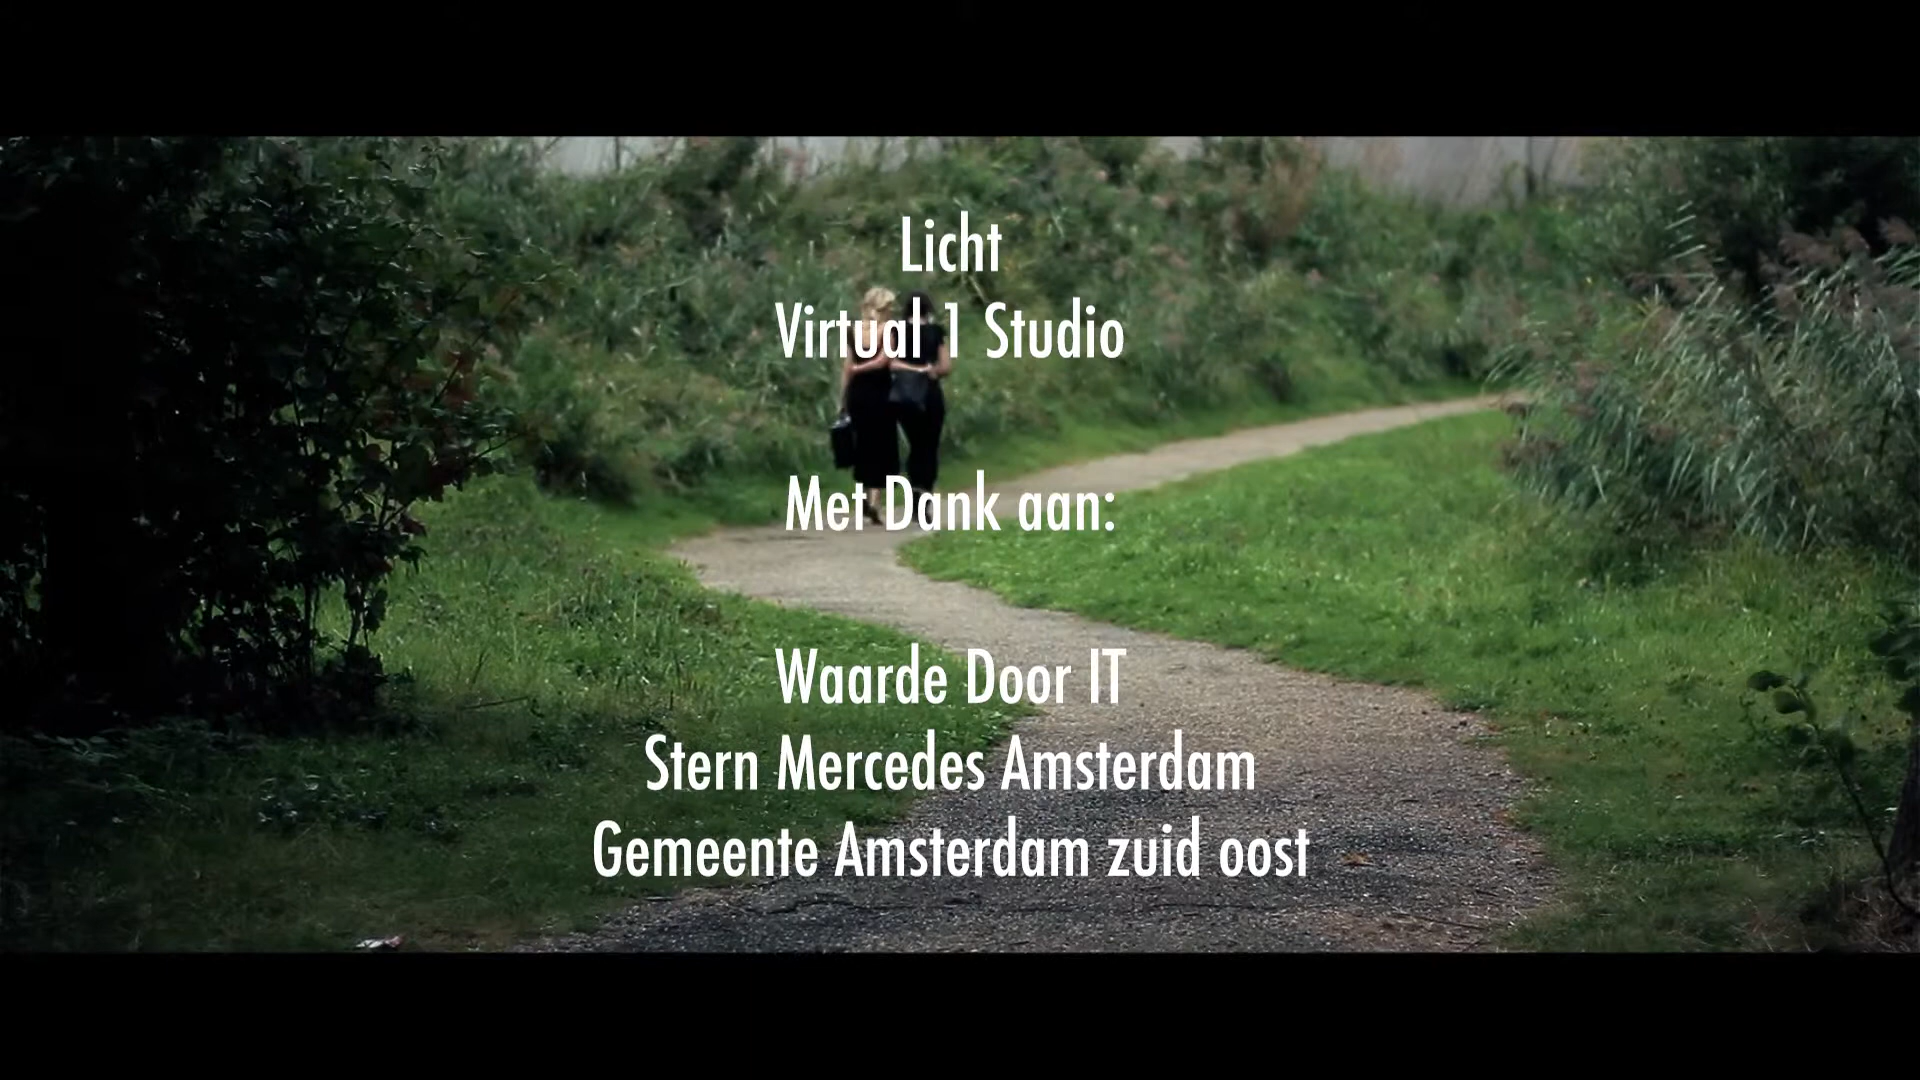 Licht
Virtual 1 Studio
Met Dank aan:
Waarde Door IT
Stern Mercedes Amsterdam
Gemeente Amsterdam zuid oost